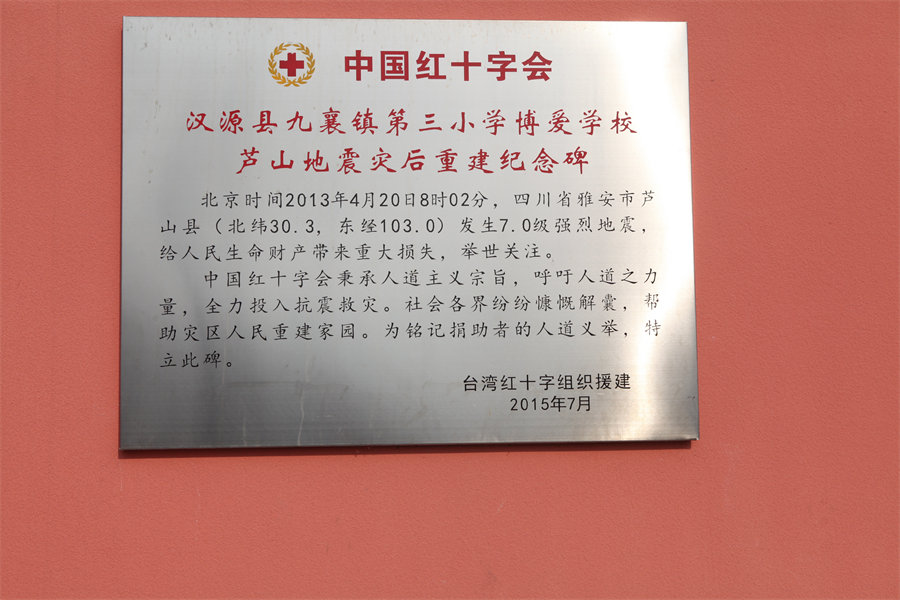 中国红十字会
汉源县九襄镇第三小学博爱学校
芦山地震灾后重建纪念碑
北京时间2013年4月20日8时02分，四川省雅安市芦
山县（北纬30.3，东经103.0）发生7.0级强烈地震，
给人民生命财产带来重大损失，举世关注。
中国红十字会秉承人道主义宗旨，呼吁人道之力
量，全力投入抗震救灾。社会各界纷纷慷慨解囊，帮
助灾区人民重建家园。为铭记捐助者的人道义举，特
立此碑。
台湾红十字组织援建
2015年7月